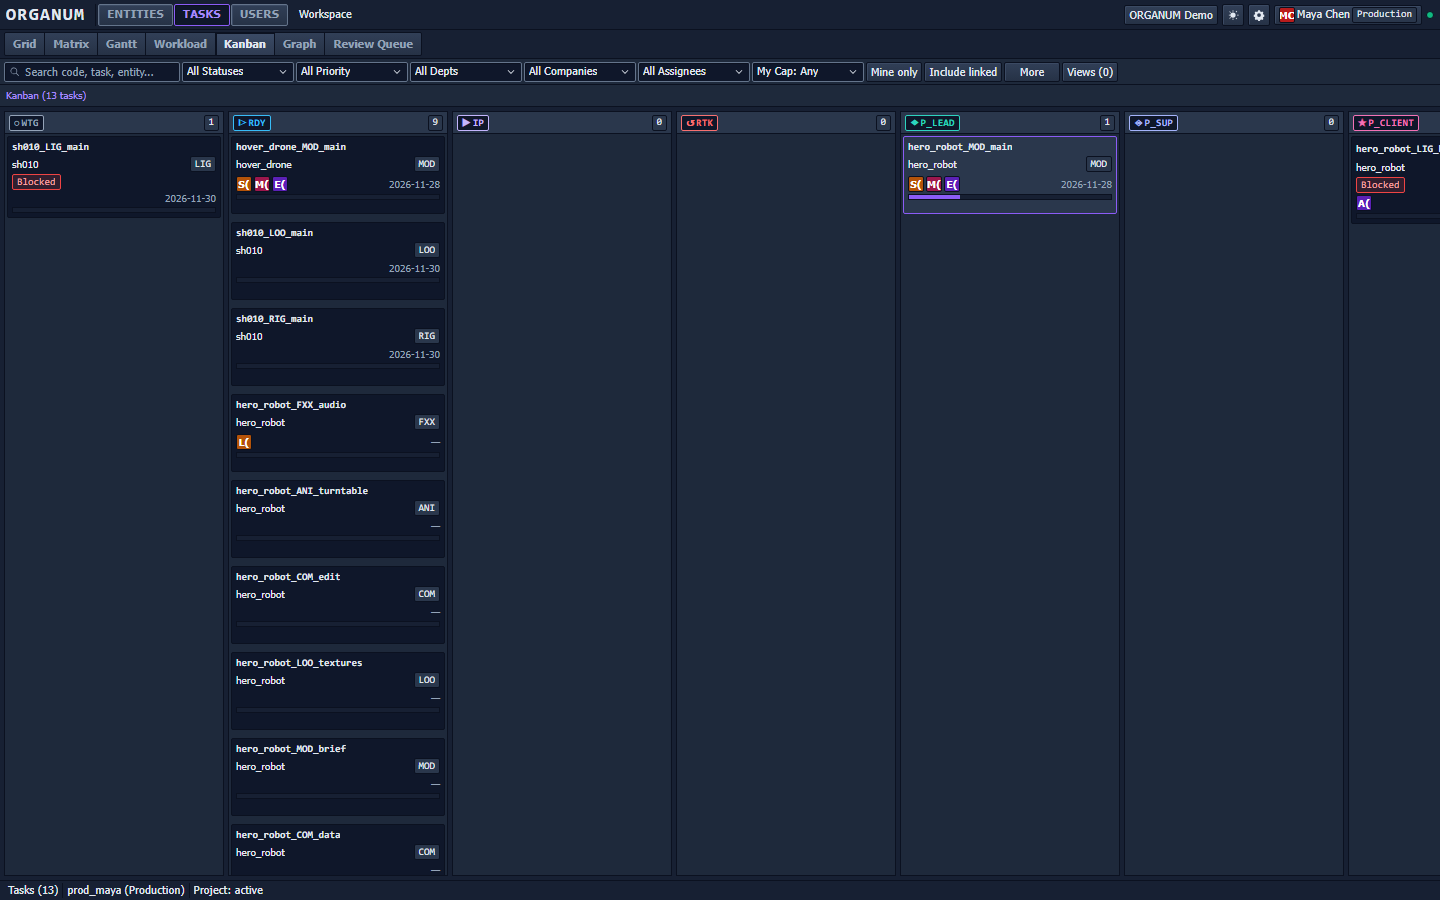 ORGANUM ENTITIES TASKS USERS Workspace ORGANUM Demo MC Maya Chen Production
Grid Matrix Gantt Workload Kanban Graph Review Queue
Search code, task, entity... All Statuses All Priority All Depts All Companies All Assignees My Cap: Any Mine only Include linked More Views (0)
Kanban (13 tasks)
WTG 1
sh010_LIG_main
sh010 LIG
Blocked
2026-11-30
RDY 9
hover_drone_MOD_main
hover_drone MOD
S( M( E( 2026-11-28
sh010_LOO_main
sh010 LOO
2026-11-30
sh010_RIG_main
sh010 RIG
2026-11-30
hero_robot_FXX_audio
hero_robot FXX
L( —
hero_robot_ANI_turntable
hero_robot ANI
—
hero_robot_COM_edit
hero_robot COM
—
hero_robot_LOO_textures
hero_robot LOO
—
hero_robot_MOD_brief
hero_robot MOD
—
hero_robot_COM_data
hero_robot COM
—
IP 0
RTK 0
P_LEAD 1
hero_robot_MOD_main
hero_robot MOD
S( M( E( 2026-11-28
P_SUP 0
P_CLIENT
hero_robot_LIG_
hero_robot
Blocked
A(
Tasks (13) prod_maya (Production) Project: active